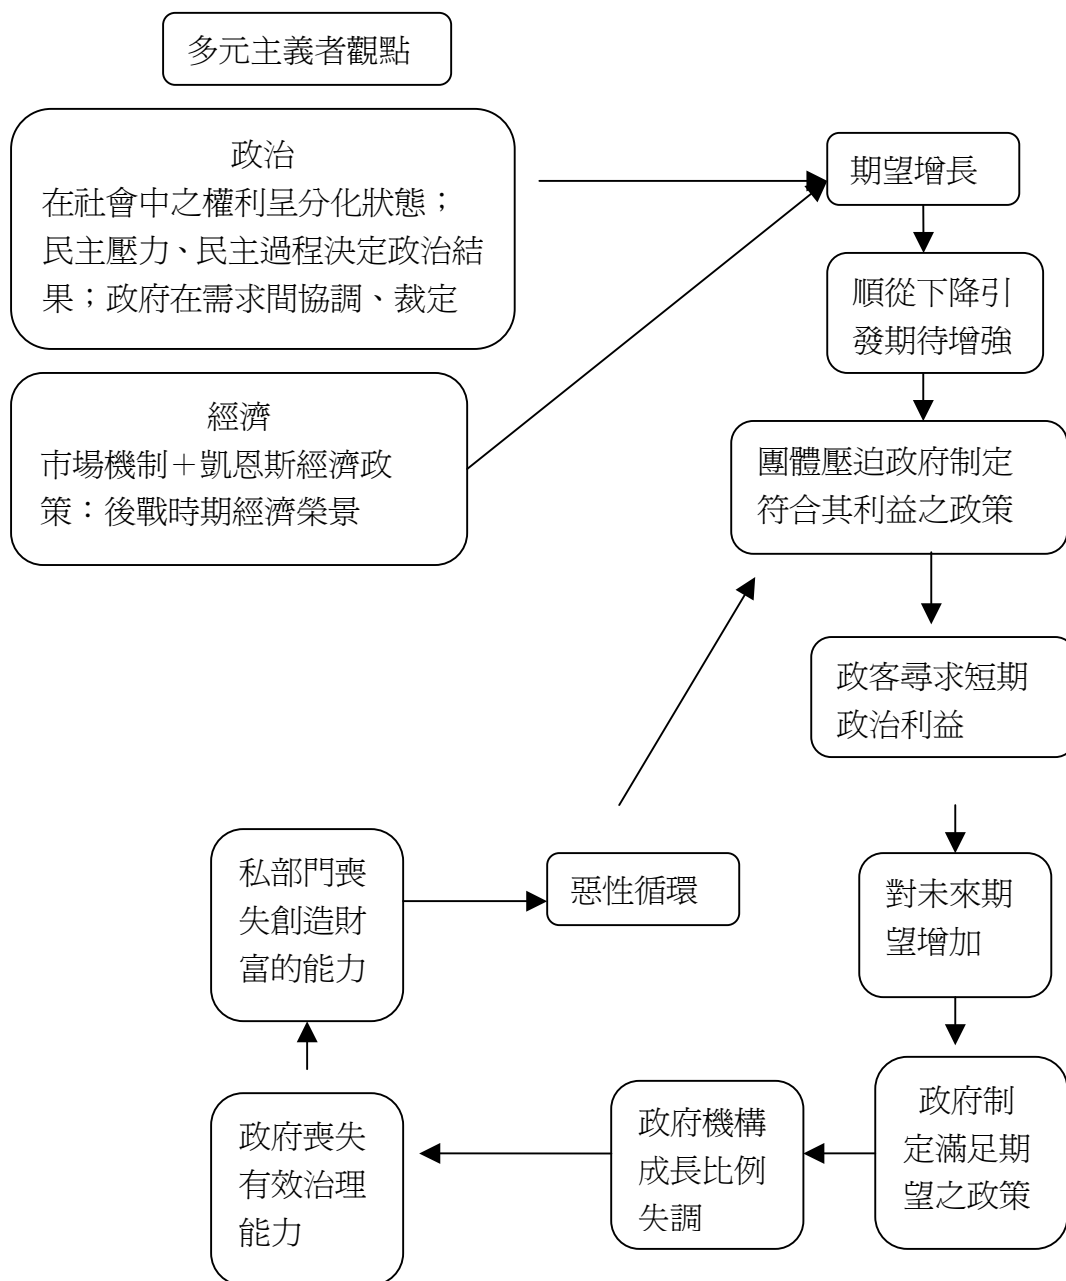 多元主義者觀點
政治
在社會中之權利呈分化狀態；
民主壓力、民主過程決定政治結
果；政府在需求間協調、裁定
經濟
市場機制＋凱恩斯經濟政
策：後戰時期經濟榮景
期望增長
順從下降引
發期待增強
團體壓迫政府制定
符合其利益之政策
政客尋求短期
政治利益
對未來期
望增加
政府制
定滿足期
望之政策
政府機構
成長比例
失調
政府喪失
有效治理
能力
私部門喪
失創造財
富的能力
惡性循環